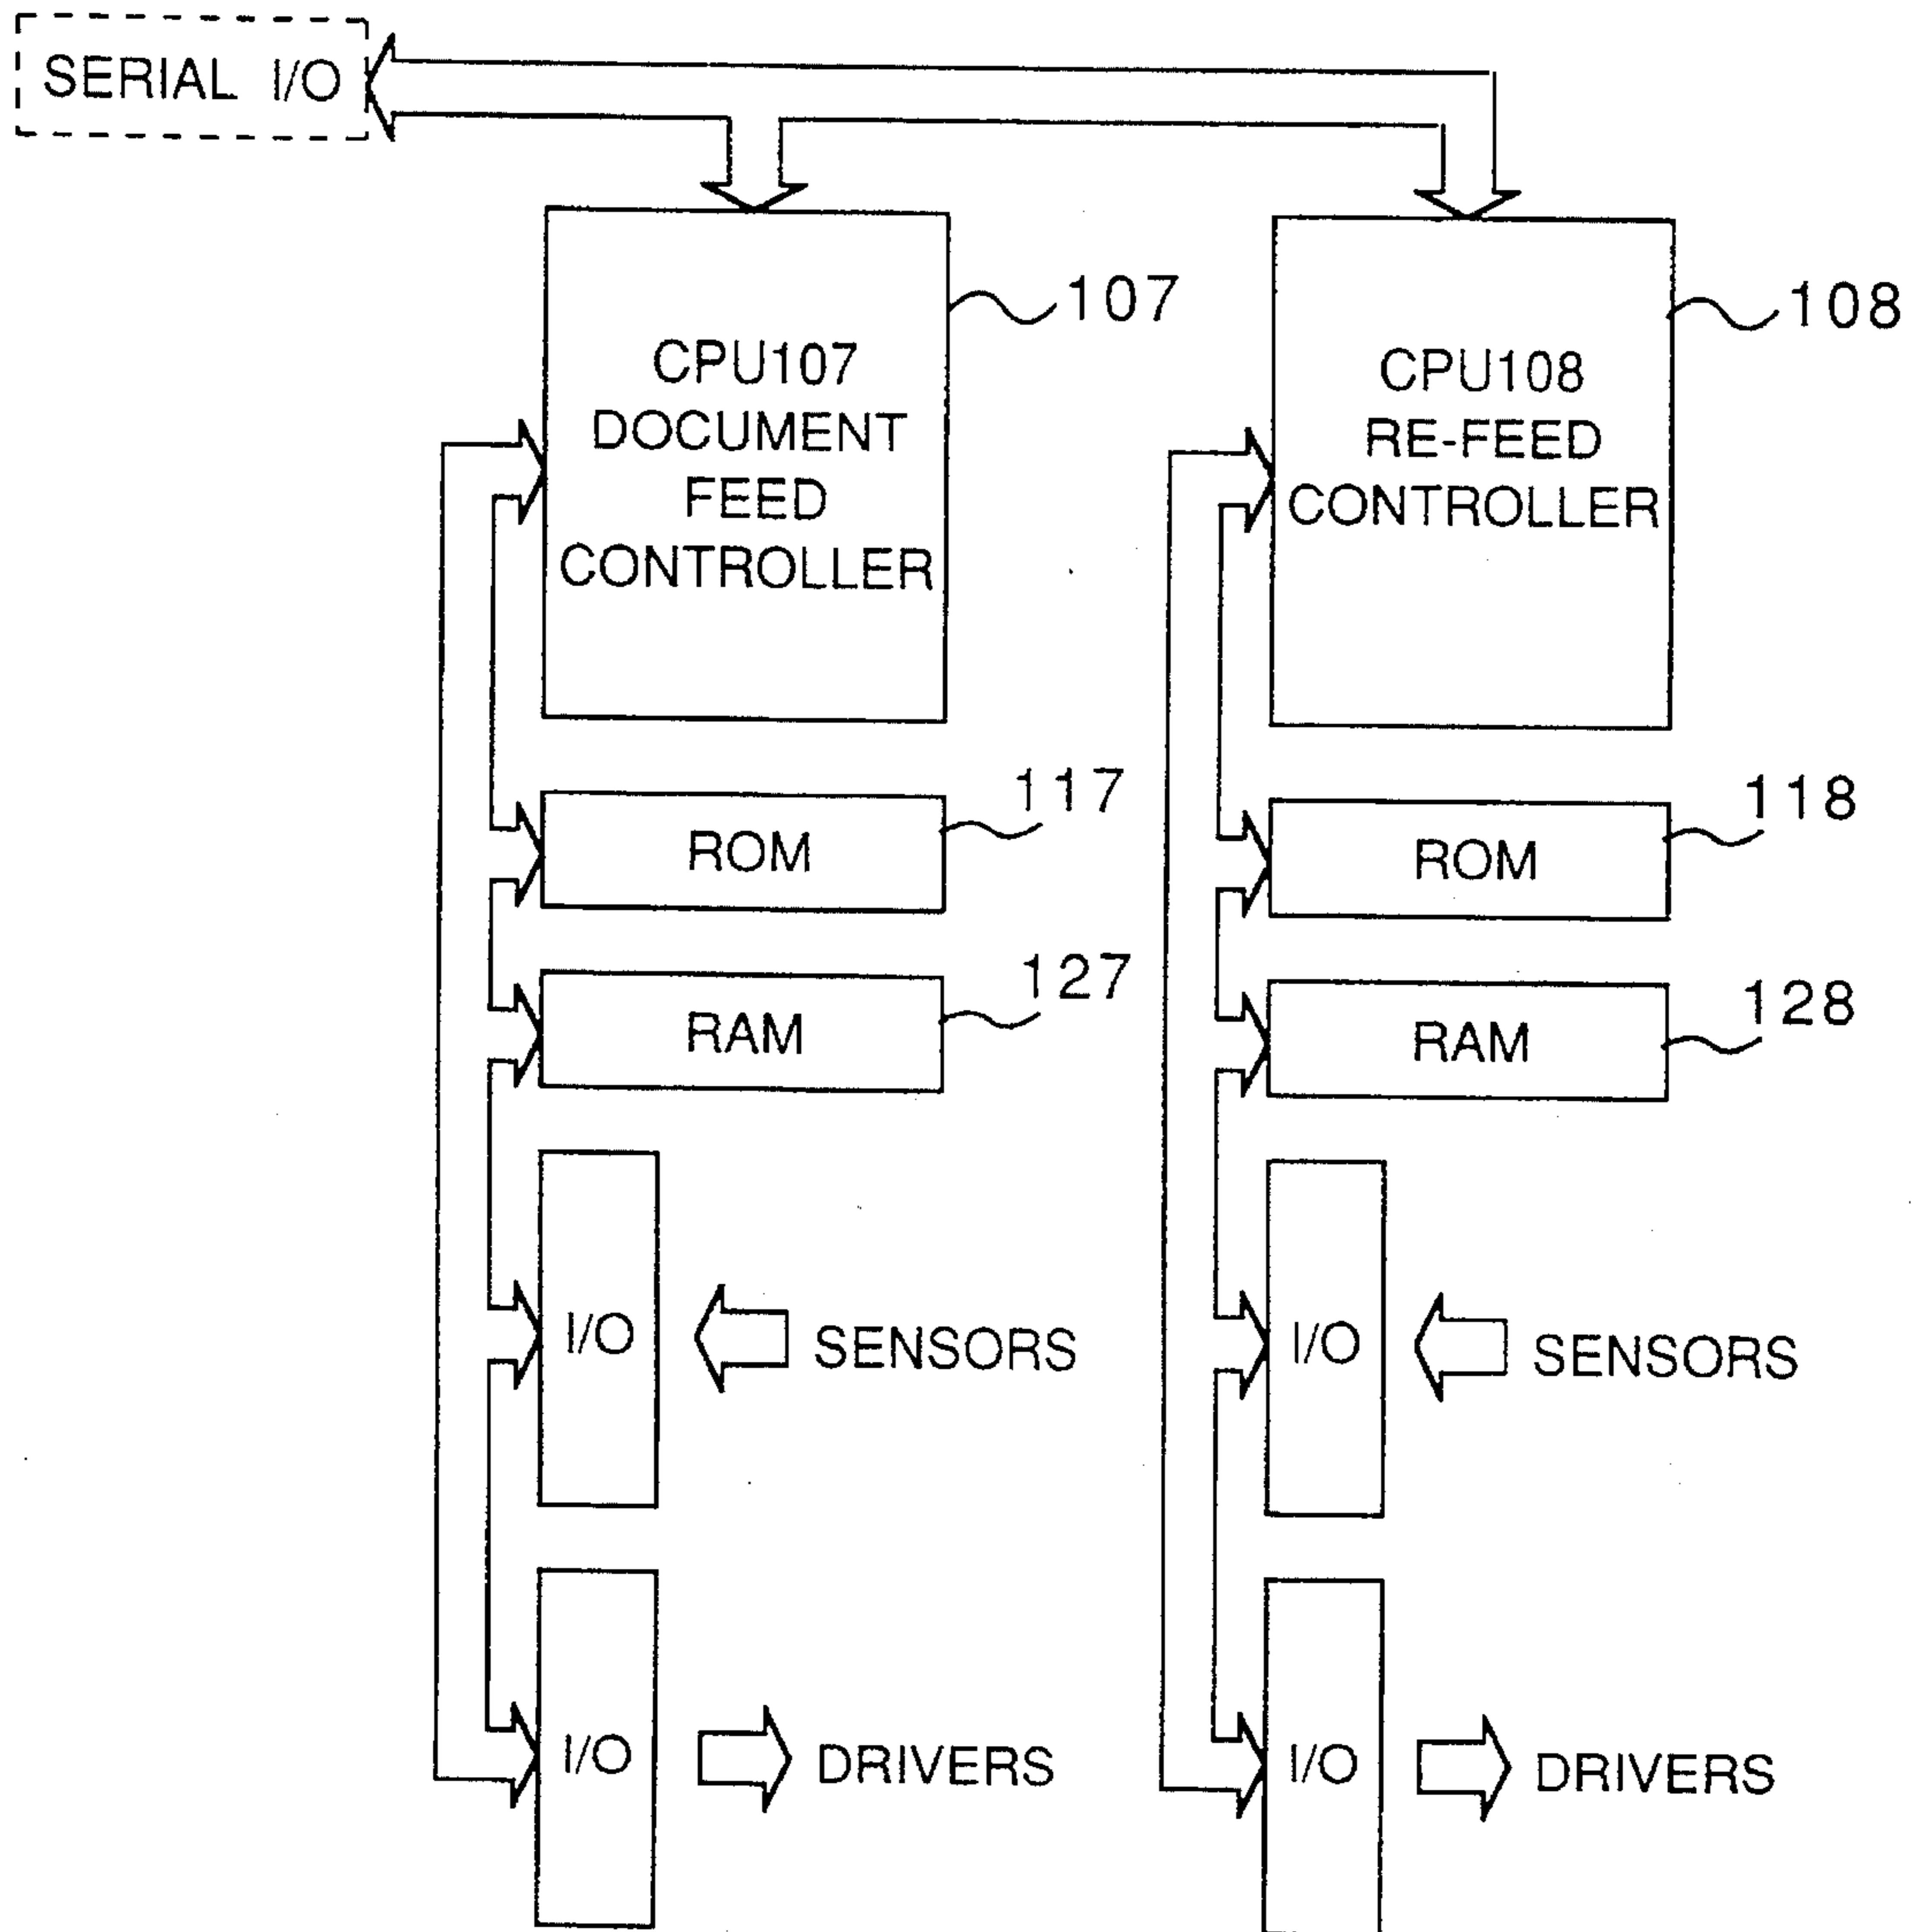 SERIAL I/O
107
108
CPU107
DOCUMENT
FEED
CONTROLLER
CPU108
RE-FEED
CONTROLLER
117
118
ROM
ROM
127
128
RAM
RAM
I/O
SENSORS
I/O
SENSORS
I/O
DRIVERS
I/O
DRIVERS